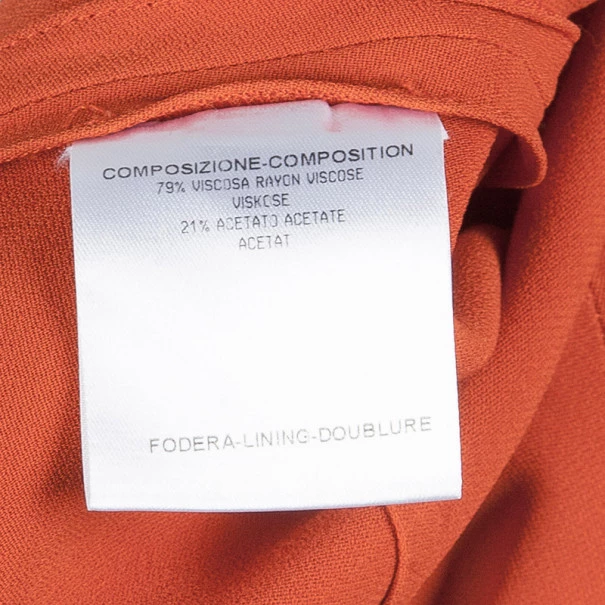 COMPOSIZIONE-COMPOSITION
79% VISCOSA RAYON VISCOSE
VISKOSE
21% ACETATO ACETATE
ACETAT
FODERA-LINING-DOUBLURE